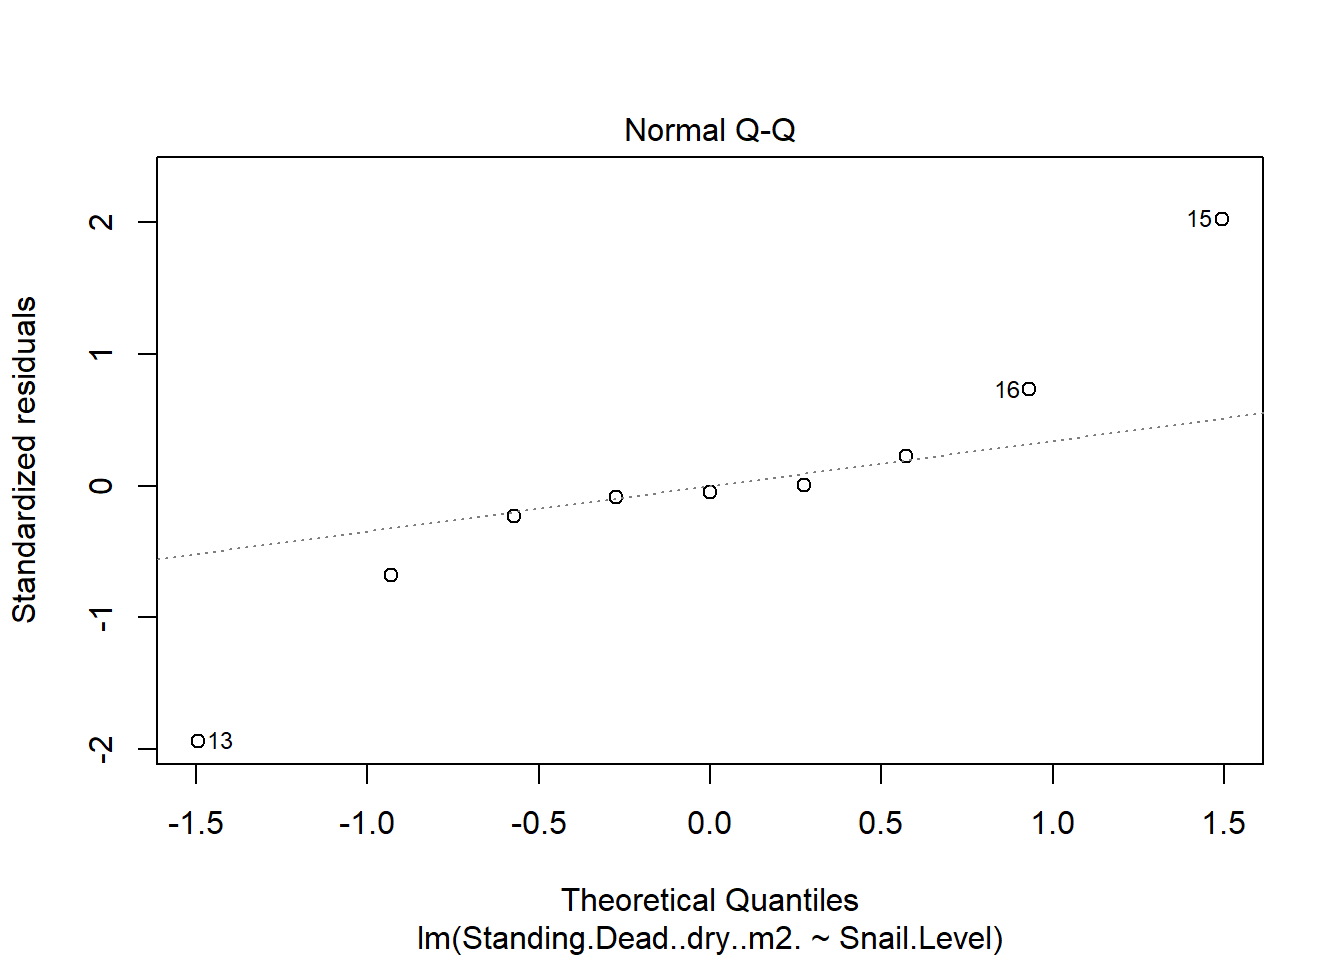 Normal Q-Q
Standardized residuals
2
1
0
-1
-2
15
16
13
-1.5 -1.0 -0.5 0.0 0.5 1.0 1.5
Theoretical Quantiles
lm(Standing.Dead..dry..m2. ~ Snail.Level)